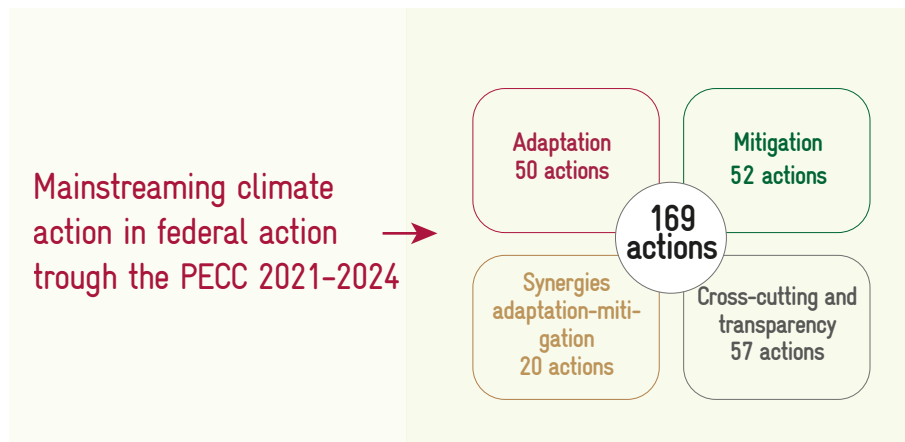 Mainstreaming climate
action in federal action
trough the PECC 2021-2024
Adaptation
50 actions
Mitigation
52 actions
169
actions
Synergies
adaptation-miti-
gation
20 actions
Cross-cutting and
transparency
57 actions